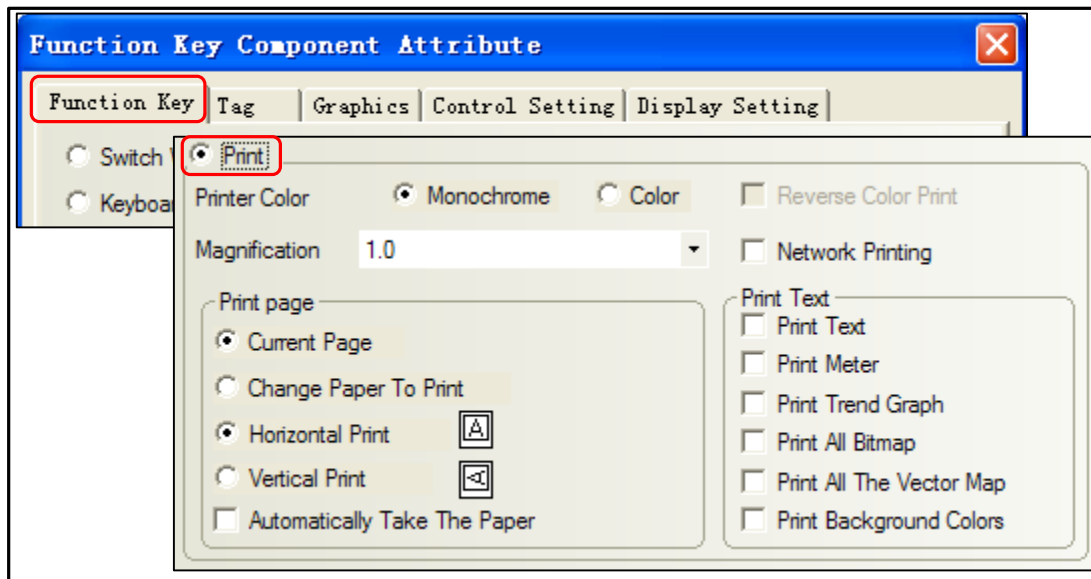 Function Key Component Attribute
Function Key Tag Graphics Control Setting Display Setting
Switch
Keyboar
Print
Printer Color Monochrome Color Reverse Color Print
Magnification 1.0 Network Printing
Print page
Current Page
Change Paper To Print
Horizontal Print A
Vertical Print A
Automatically Take The Paper
Print Text
Print Text
Print Meter
Print Trend Graph
Print All Bitmap
Print All The Vector Map
Print Background Colors